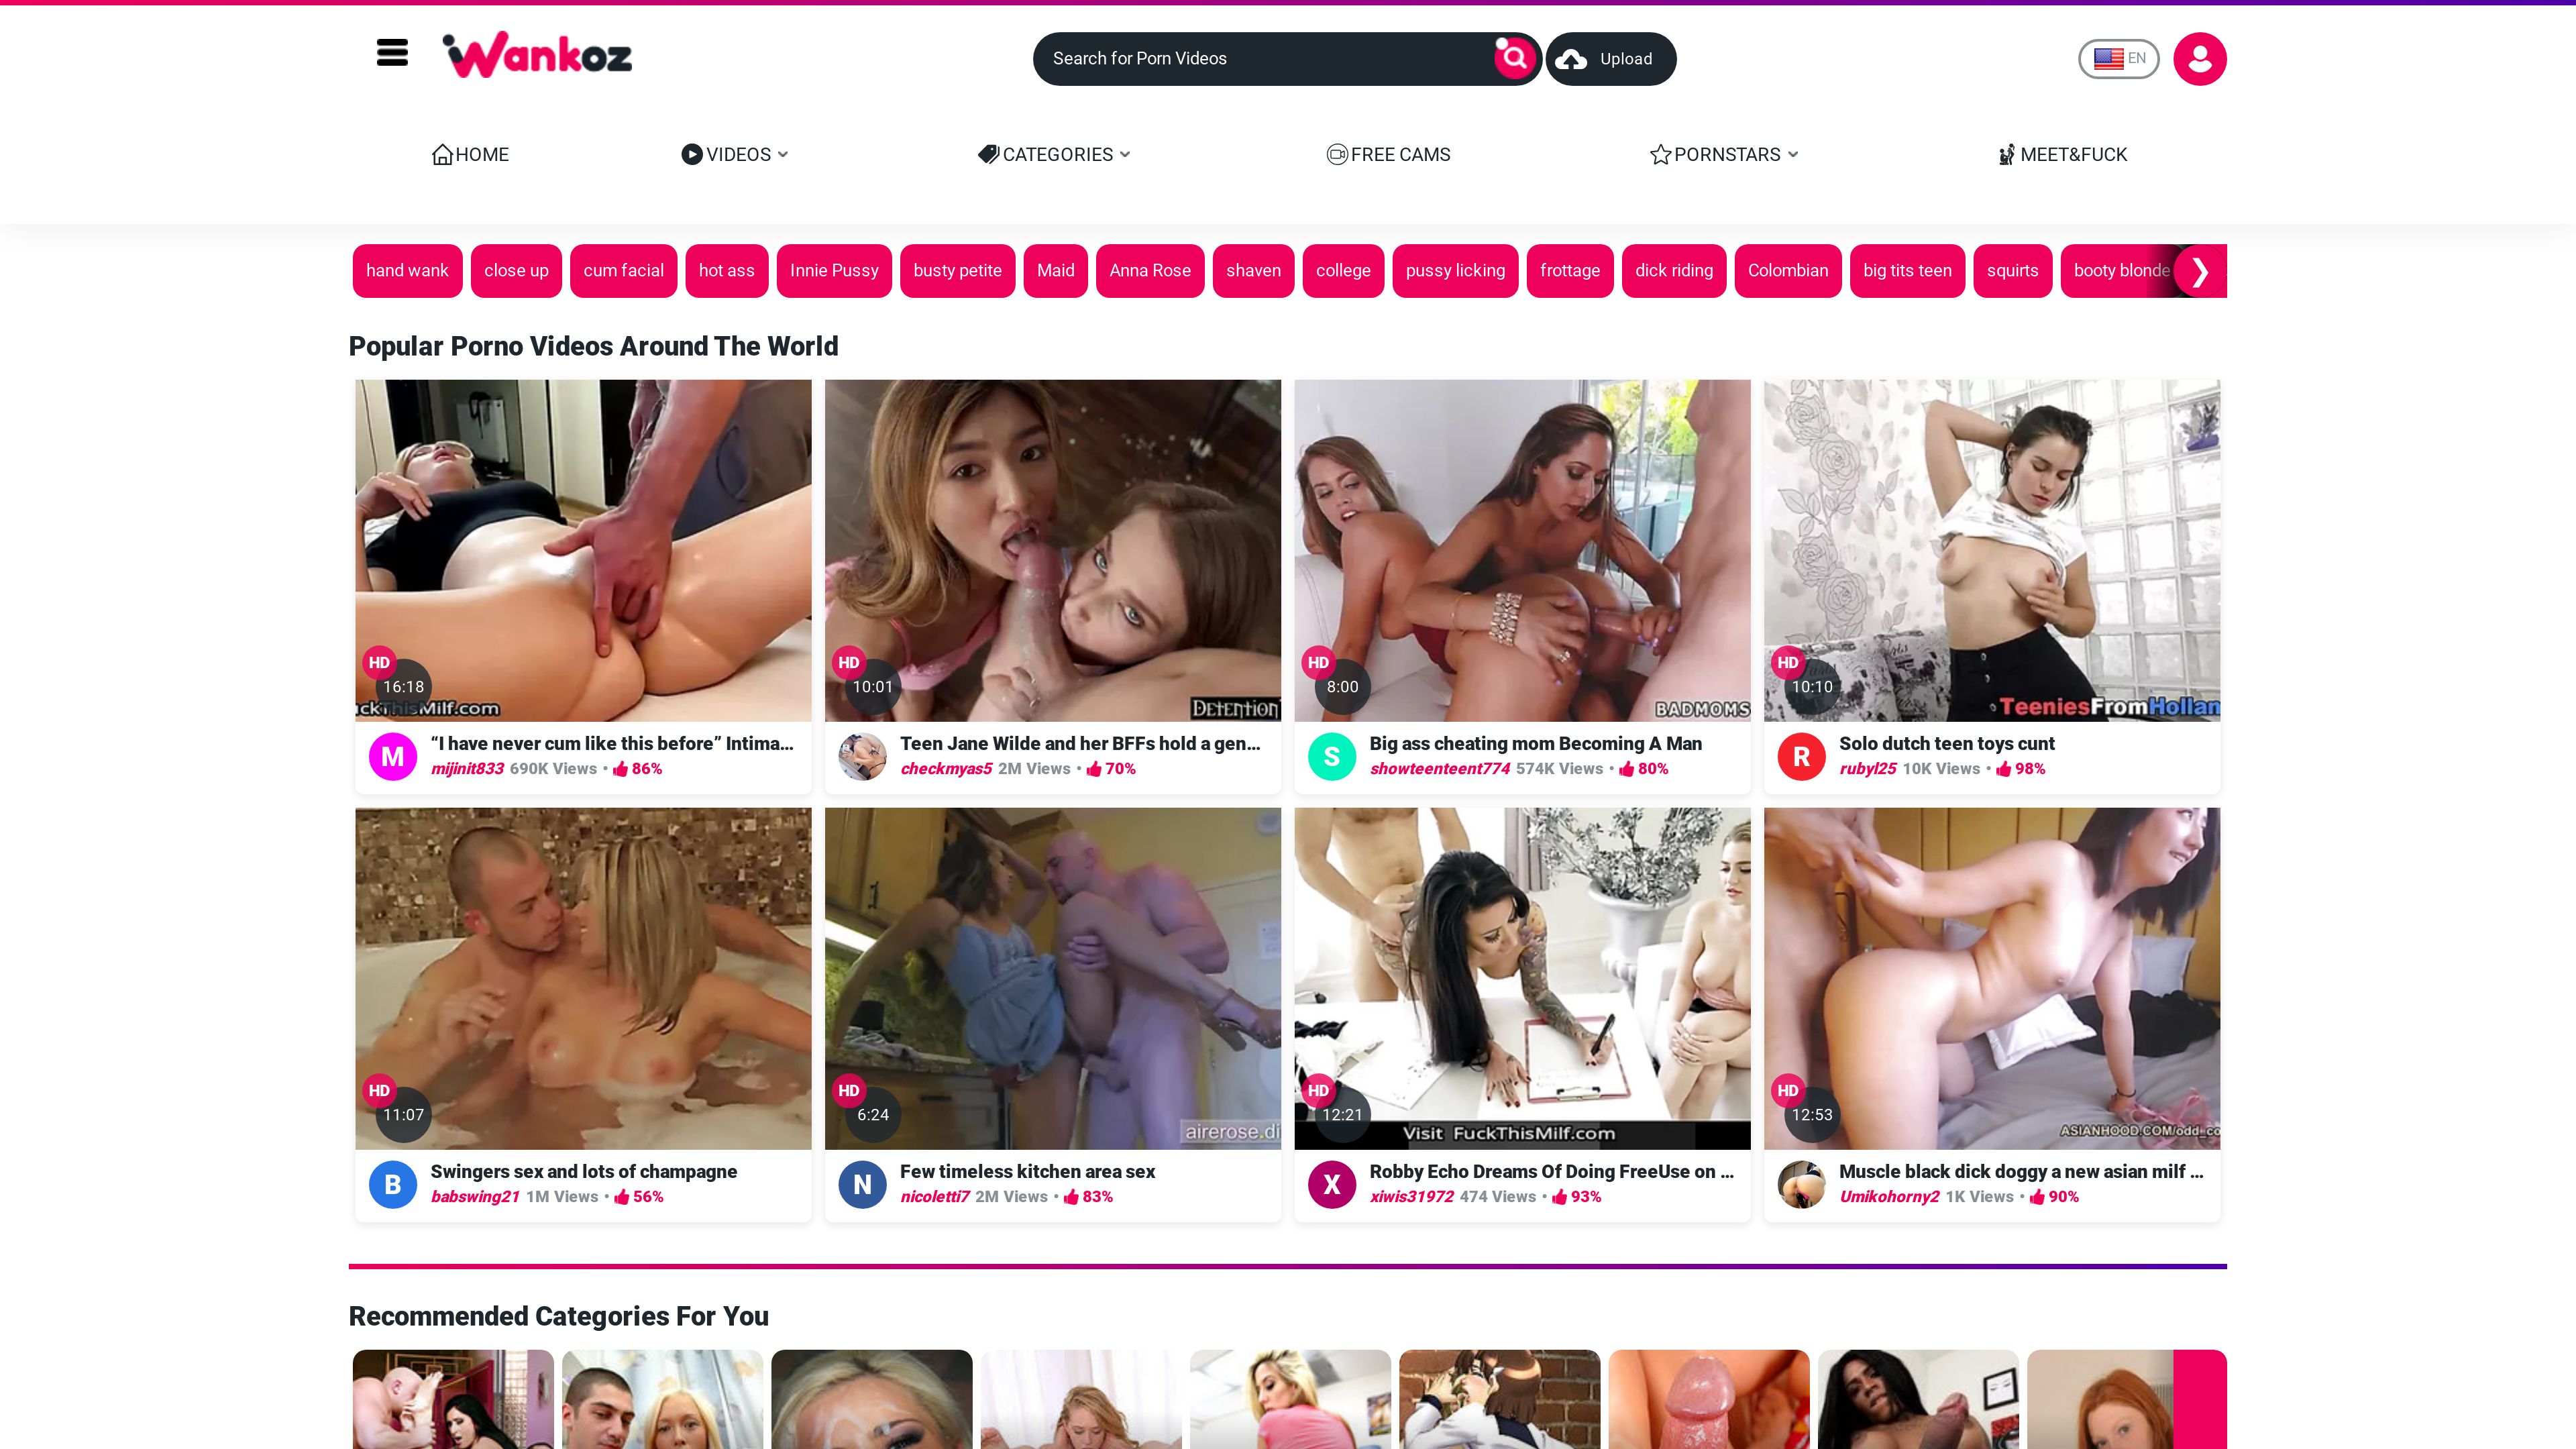 Wankoz
Search for Porn Videos
Upload
EN
HOME
VIDEOS
CATEGORIES
FREE CAMS
PORNSTARS
MEET&FUCK
hand wank
close up
cum facial
hot ass
Innie Pussy
busty petite
Maid
Anna Rose
shaven
college
pussy licking
frottage
dick riding
Colombian
big tits teen
squirts
booty blonde
Popular Porno Videos Around The World
HD
16:18
ckThisMilf.com
HD
10:01
DETENTION
HD
8:00
BADMOMS
HD
10:10
TeeniesFromHollan
M
“I have never cum like this before” Intima...
mijinit833 690K Views • 86%
Teen Jane Wilde and her BFFs hold a gen...
checkmyas5 2M Views • 70%
S
Big ass cheating mom Becoming A Man
showteenteent774 574K Views • 80%
R
Solo dutch teen toys cunt
rubyl25 10K Views • 98%
HD
11:07
HD
6:24
airerose.di
HD
12:21
Visit FuckThisMilf.com
HD
12:53
ASIANHOOD.COM/odd_co
B
Swingers sex and lots of champagne
babswing21 1M Views • 56%
N
Few timeless kitchen area sex
nicoletti7 2M Views • 83%
X
Robby Echo Dreams Of Doing FreeUse on ...
xiwis31972 474 Views • 93%
Muscle black dick doggy a new asian milf ...
Umikohorny2 1K Views • 90%
Recommended Categories For You